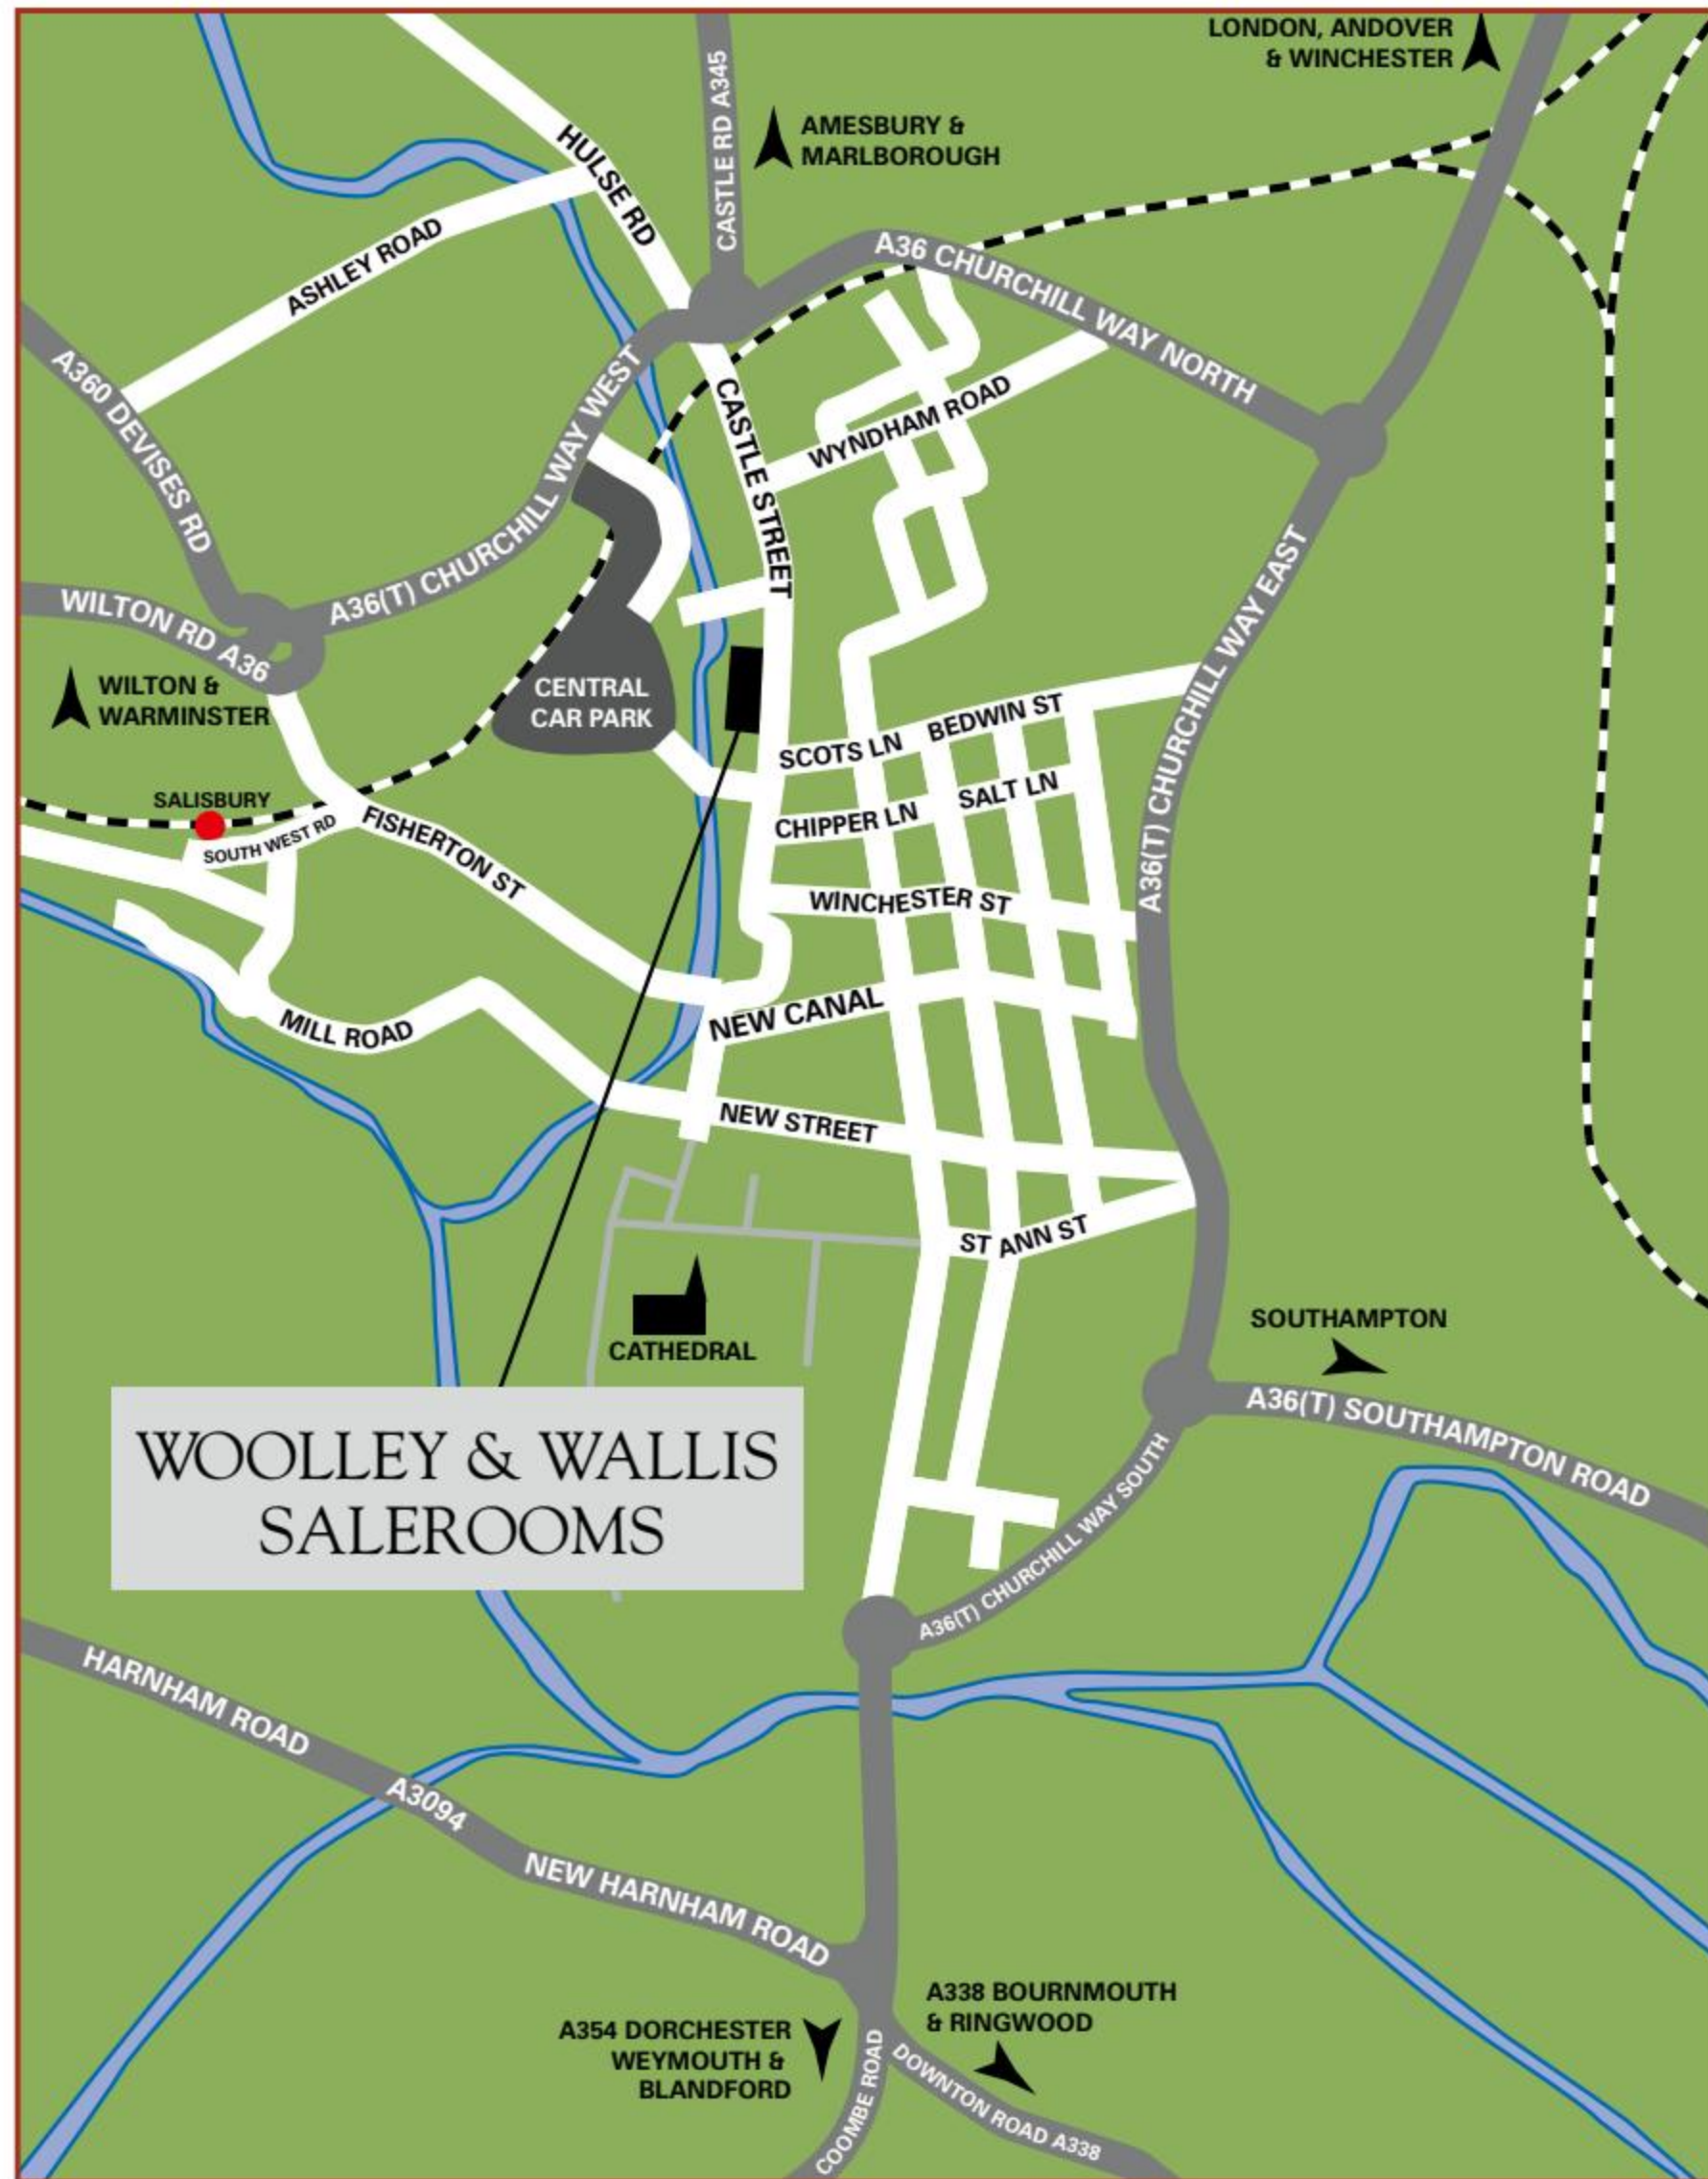 LONDON, ANDOVER
& WINCHESTER
CASTLE RD A345
AMESBURY &
MARLBOROUGH
HULSE RD
ASHLEY ROAD
A36 CHURCHILL WAY NORTH
A360 DEVISES RD
A36(T) CHURCHILL WAY WEST
CASTLE STREET
WYNDHAM ROAD
WILTON RD A36
A36(T) CHURCHILL WAY EAST
WILTON &
WARMINSTER
CENTRAL
CAR PARK
SCOTS LN
BEDWIN ST
SALISBURY
SOUTH WEST RD
FISHERTON ST
CHIPPER LN
SALT LN
WINCHESTER ST
MILL ROAD
NEW CANAL
NEW STREET
ST ANN ST
CATHEDRAL
SOUTHAMPTON
A36(T) SOUTHAMPTON ROAD
WOOLLEY & WALLIS
SALEROOMS
A36(T) CHURCHILL WAY SOUTH
HARNHAM ROAD
A3094
NEW HARNHAM ROAD
A338 BOURNMOUTH
& RINGWOOD
A354 DORCHESTER
WEYMOUTH &
BLANDFORD
COOMBE ROAD
DOWNTON ROAD A338